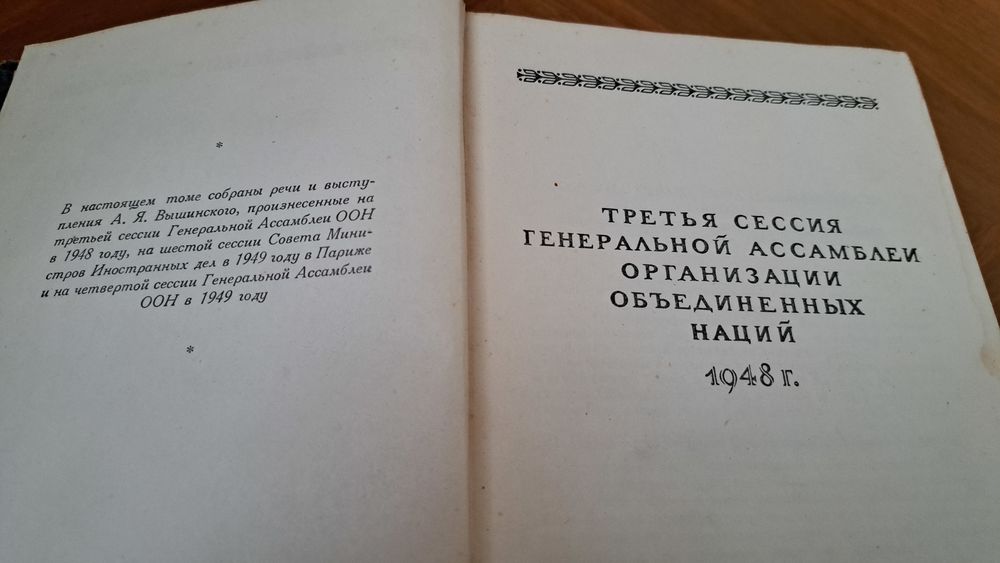 *
В настоящем томе собраны речи и высту-
пления А. Я. Вышинского, произнесенные на
третьей сессии Генеральной Ассамблеи ООН
в 1948 году, на шестой сессии Совета Мини-
стров Иностранных дел в 1949 году в Париже
и на четвертой сессии Генеральной Ассамблеи
ООН в 1949 году
*
ТРЕТЬЯ СЕССИЯ
ГЕНЕРАЛЬНОЙ АССАМБЛЕИ
ОРГАНИЗАЦИИ
ОБЪЕДИНЕННЫХ
НАЦИЙ
1948 г.